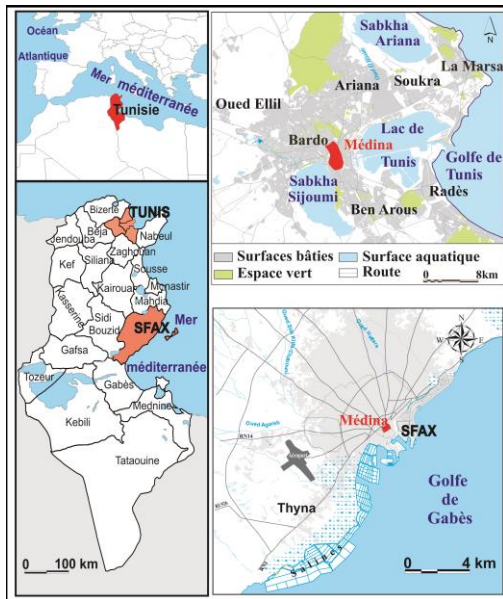 Océan
Atlantique
Mer méditerranée
Tunisie
Bizerte
TUNIS
Béja
Jendouba
Nabeul
Zaghouan
Kef
Siliana
Sousse
Kairouan
Monastir
Mahdia
Kasserine
Sidi
Bouzid
SFAX
Mer
méditerranée
Gafsa
Tozeur
Gabès
Mednine
Kebili
Tataouine
0 100 km
Sabkha
Ariana
N
La Marsa
Ariana
Soukra
Oued Ellil
Bardo
Médina
Lac de
Tunis
Golfe de
Tunis
Sabkha
Sijoumi
Radès
Ben Arous
Surfaces bâties
Surface aquatique
Espace vert
Route
0 8km
N
W
E
S
Médina
SFAX
RN14
Thyna
Golfe
de
Gabès
Salines
0 4 km